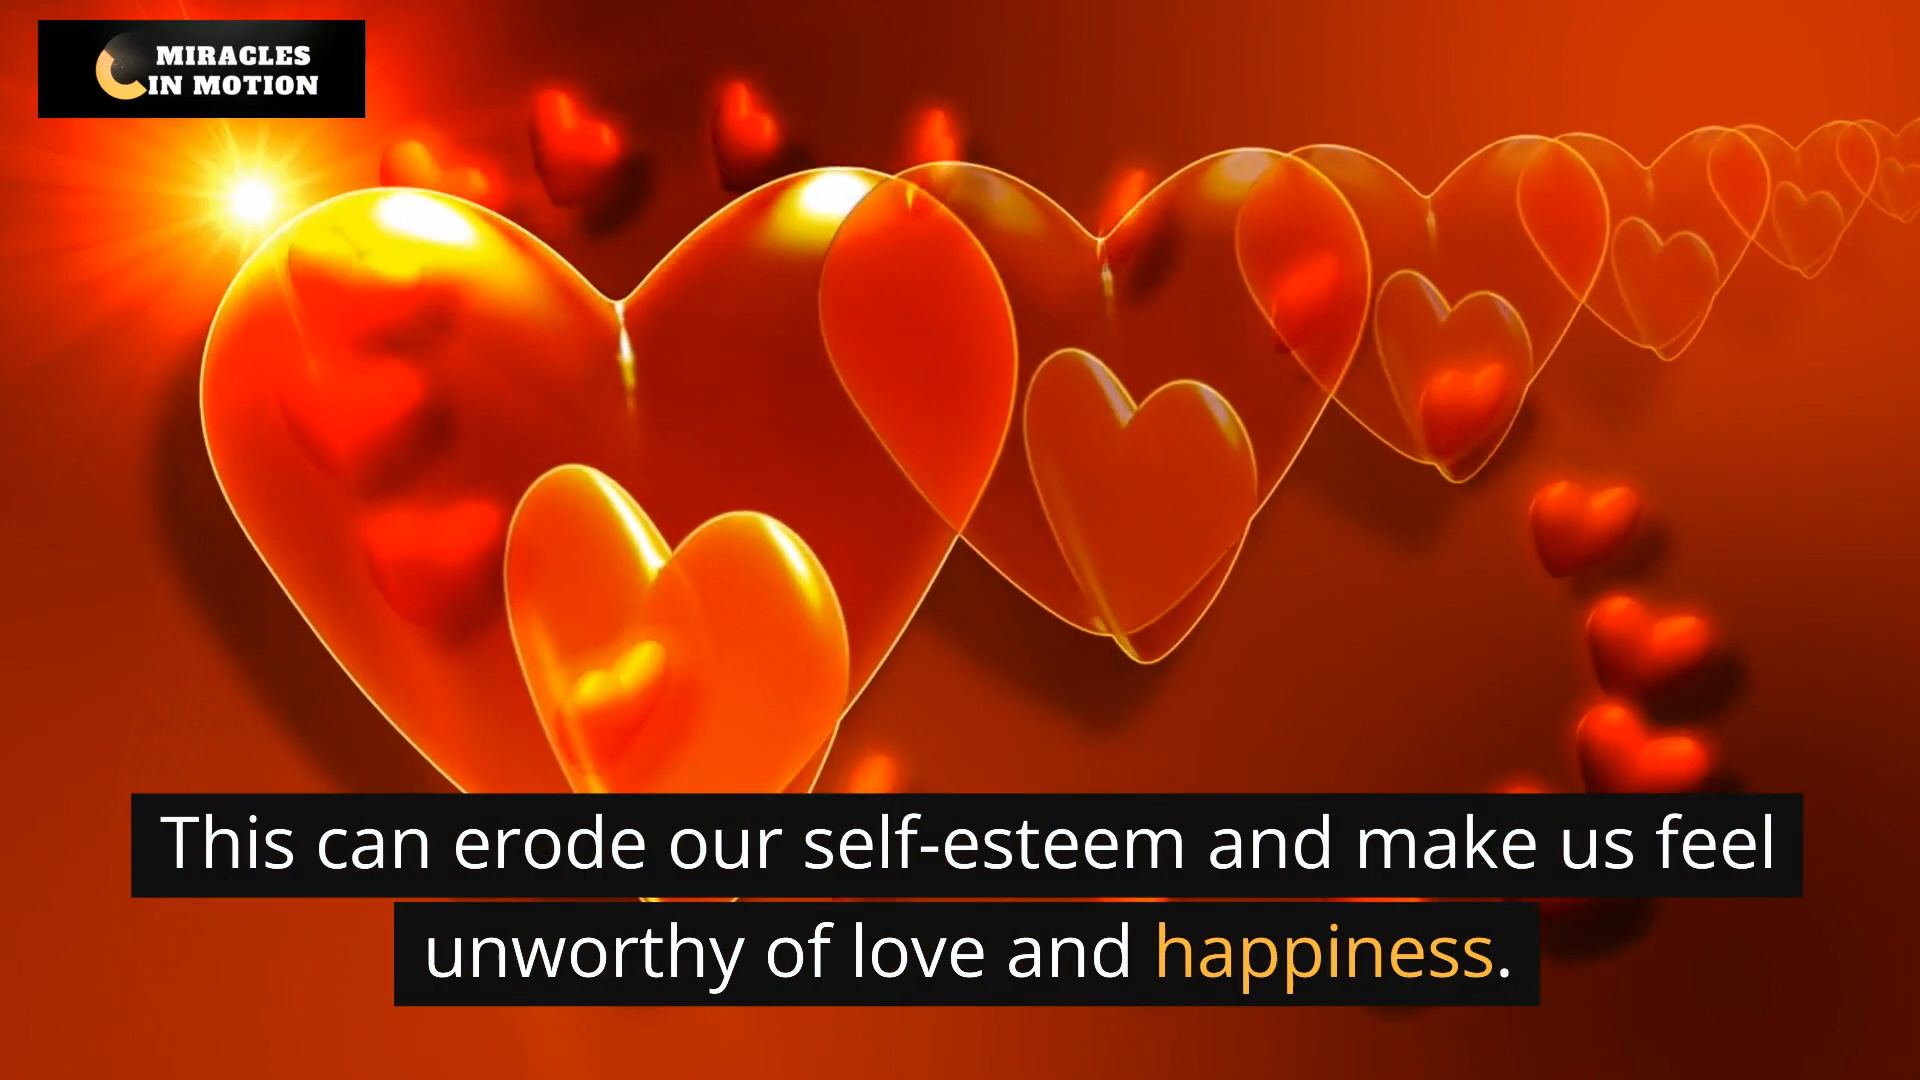 MIRACLES
IN MOTION
This can erode our self-esteem and make us feel
unworthy of love and happiness.